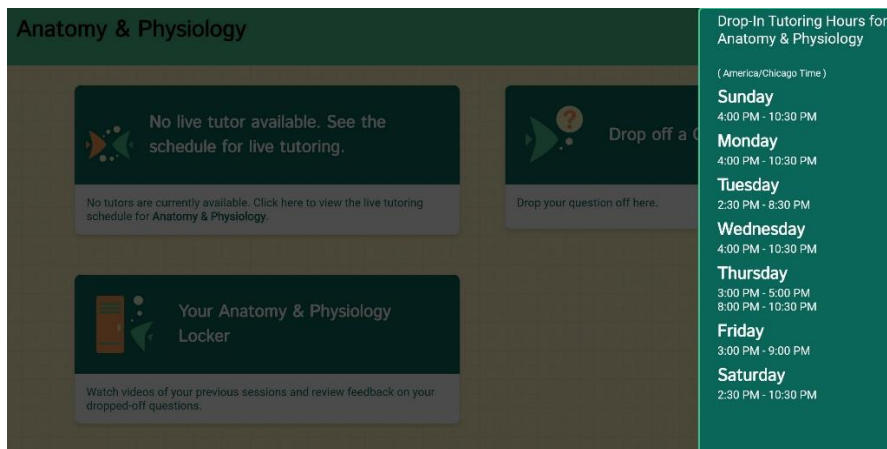 Anatomy & Physiology
No live tutor available. See the
schedule for live tutoring.
No tutors are currently available. Click here to view the live tutoring
schedule for Anatomy & Physiology.
?
Drop off a
Drop your question off here.
Your Anatomy & Physiology
Locker
Watch videos of your previous sessions and review feedback on your
dropped-off questions.
Drop-In Tutoring Hours for
Anatomy & Physiology
( America/Chicago Time )
Sunday
4:00 PM - 10:30 PM
Monday
4:00 PM - 10:30 PM
Tuesday
2:30 PM - 8:30 PM
Wednesday
4:00 PM - 10:30 PM
Thursday
3:00 PM - 5:00 PM
8:00 PM - 10:30 PM
Friday
3:00 PM - 9:00 PM
Saturday
2:30 PM - 10:30 PM